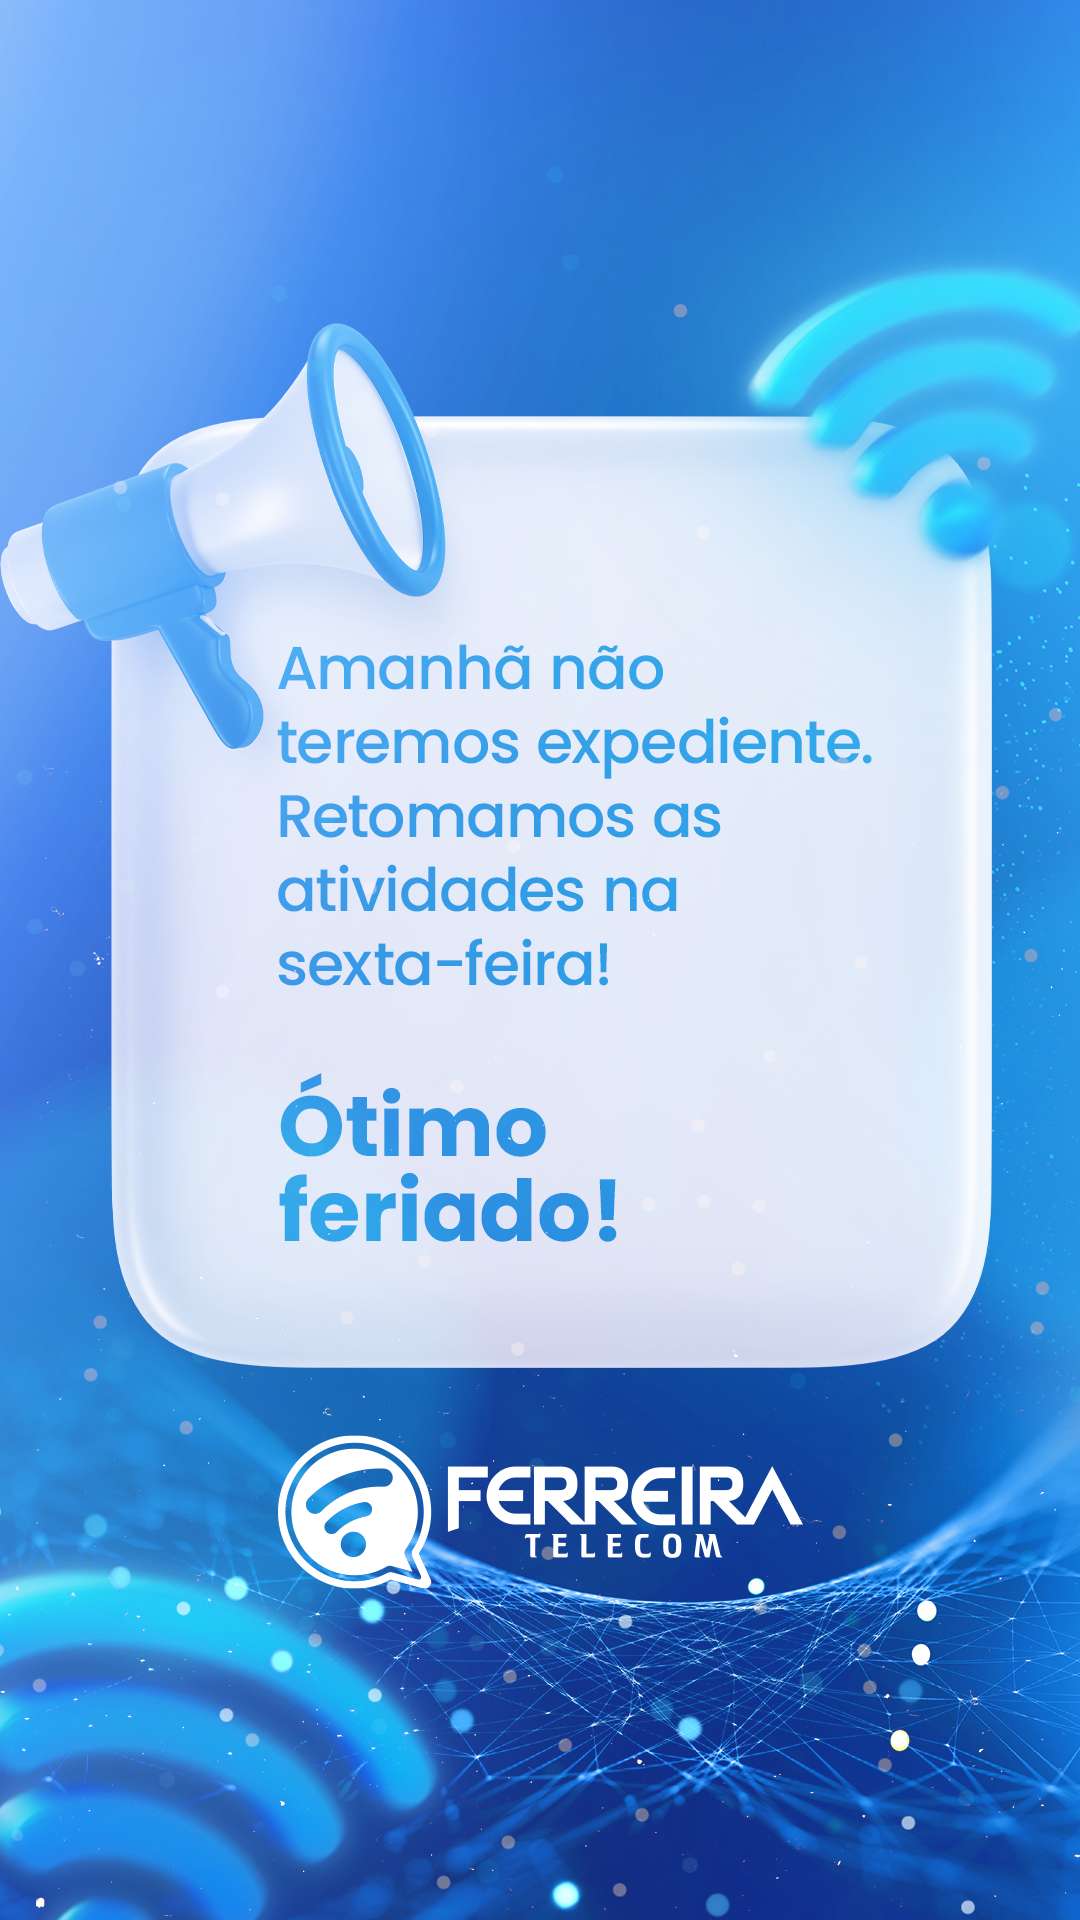 Amanhã não
teremos expediente.
Retomamos as
atividades na
sexta-feira!
Ótimo
feriado!
FERREIRA
TELECOM